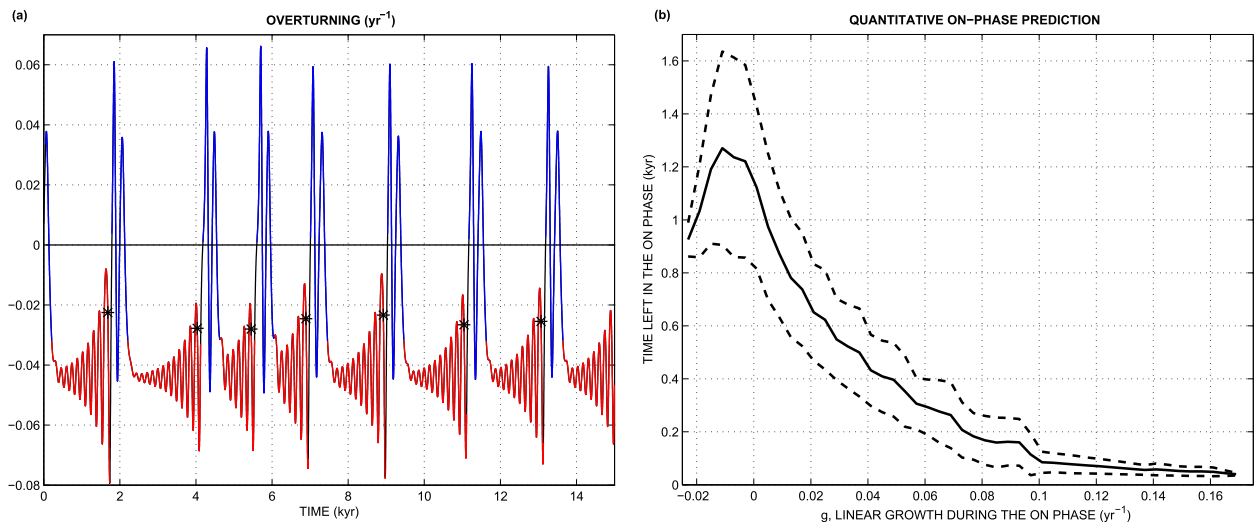 (a)
OVERTURNING (yr⁻¹)
0.06
0.04
0.02
0
−0.02
−0.04
−0.06
−0.08
0 2 4 6 8 10 12 14
TIME (kyr)
(b)
QUANTITATIVE ON−PHASE PREDICTION
TIME LEFT IN THE ON PHASE (kyr)
1.6
1.4
1.2
1
0.8
0.6
0.4
0.2
0
−0.02 0 0.02 0.04 0.06 0.08 0.1 0.12 0.14 0.16
g, LINEAR GROWTH DURING THE ON PHASE (yr⁻¹)